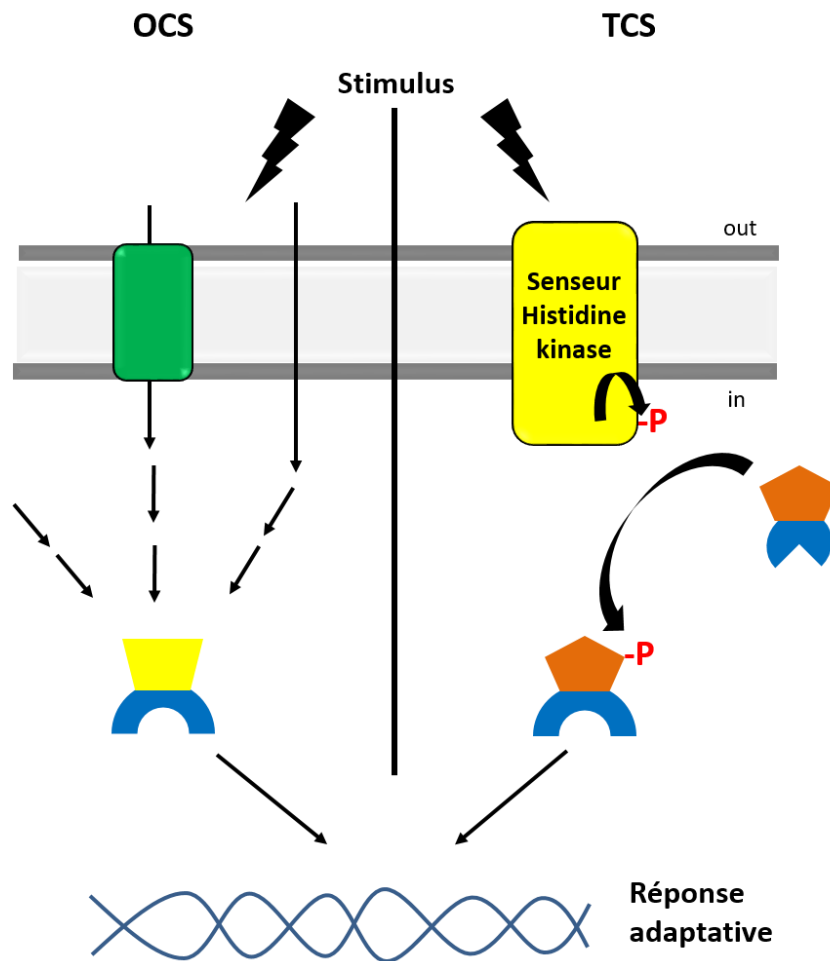 OCS
TCS
Stimulus
out
Senseur
Histidine
kinase
in
-P
-P
Réponse
adaptative